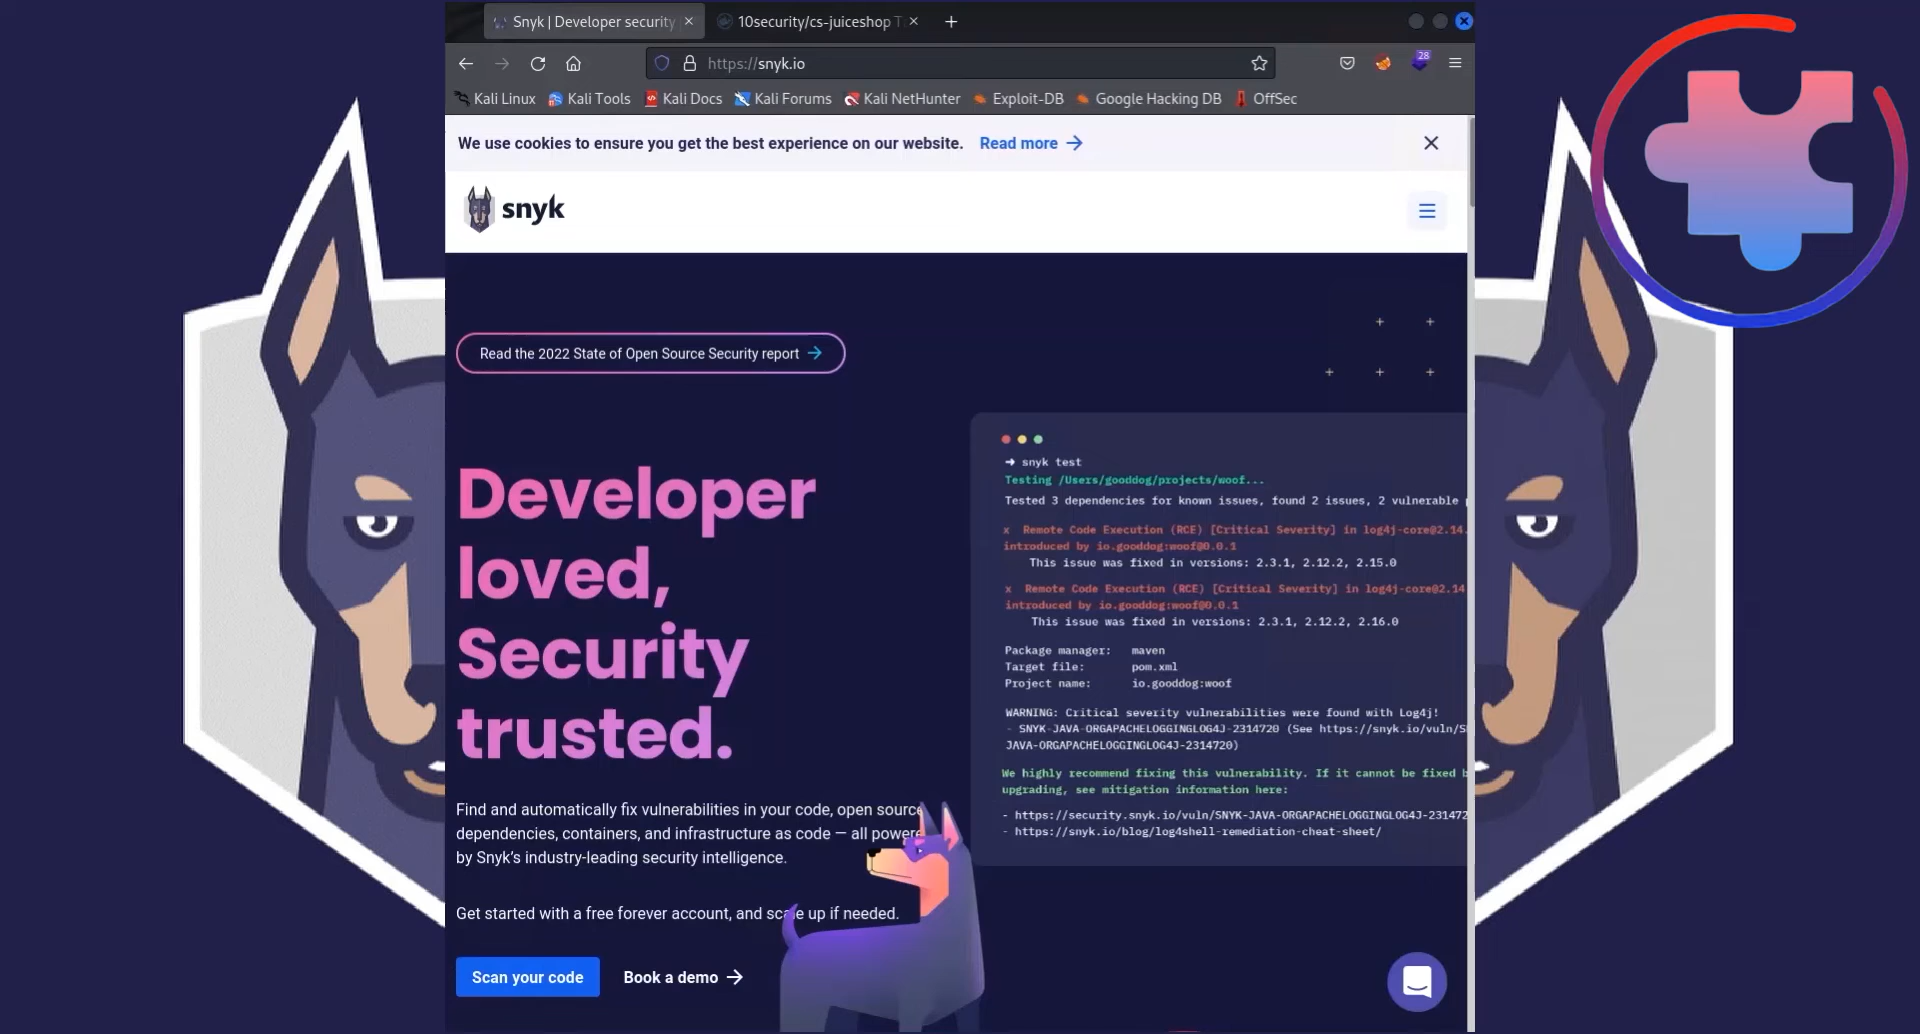 Snyk | Developer security
10security/cs-juiceshop T
28
https://snyk.io
Kali Linux
Kali Tools
Kali Docs
Kali Forums
Kali NetHunter
Exploit-DB
Google Hacking DB
OffSec
We use cookies to ensure you get the best experience on our website. Read more →
snyk
Read the 2022 State of Open Source Security report →
Developer
loved,
Security
trusted.
Find and automatically fix vulnerabilities in your code, open source
dependencies, containers, and infrastructure as code — all powere
by Snyk's industry-leading security intelligence.
Get started with a free forever account, and scale up if needed.
Scan your code
Book a demo →
➜ snyk test
Testing /Users/gooddog/projects/woof...
Tested 3 dependencies for known issues, found 2 issues, 2 vulnerable p
x Remote Code Execution (RCE) [Critical Severity] in log4j-core@2.14.
introduced by io.gooddog:woof@0.0.1
This issue was fixed in versions: 2.3.1, 2.12.2, 2.15.0
x Remote Code Execution (RCE) [Critical Severity] in log4j-core@2.14
introduced by io.gooddog:woof@0.0.1
This issue was fixed in versions: 2.3.1, 2.12.2, 2.16.0
Package manager: maven
Target file: pom.xml
Project name: io.gooddog:woof
WARNING: Critical severity vulnerabilities were found with Log4j!
- SNYK-JAVA-ORGAPACHELOGGINGLOG4J-2314720 (See https://snyk.io/vuln/S
JAVA-ORGAPACHELOGGINGLOG4J-2314720)
We highly recommend fixing this vulnerability. If it cannot be fixed b
upgrading, see mitigation information here:
- https://security.snyk.io/vuln/SNYK-JAVA-ORGAPACHELOGGINGLOG4J-231472
- https://snyk.io/blog/log4shell-remediation-cheat-sheet/